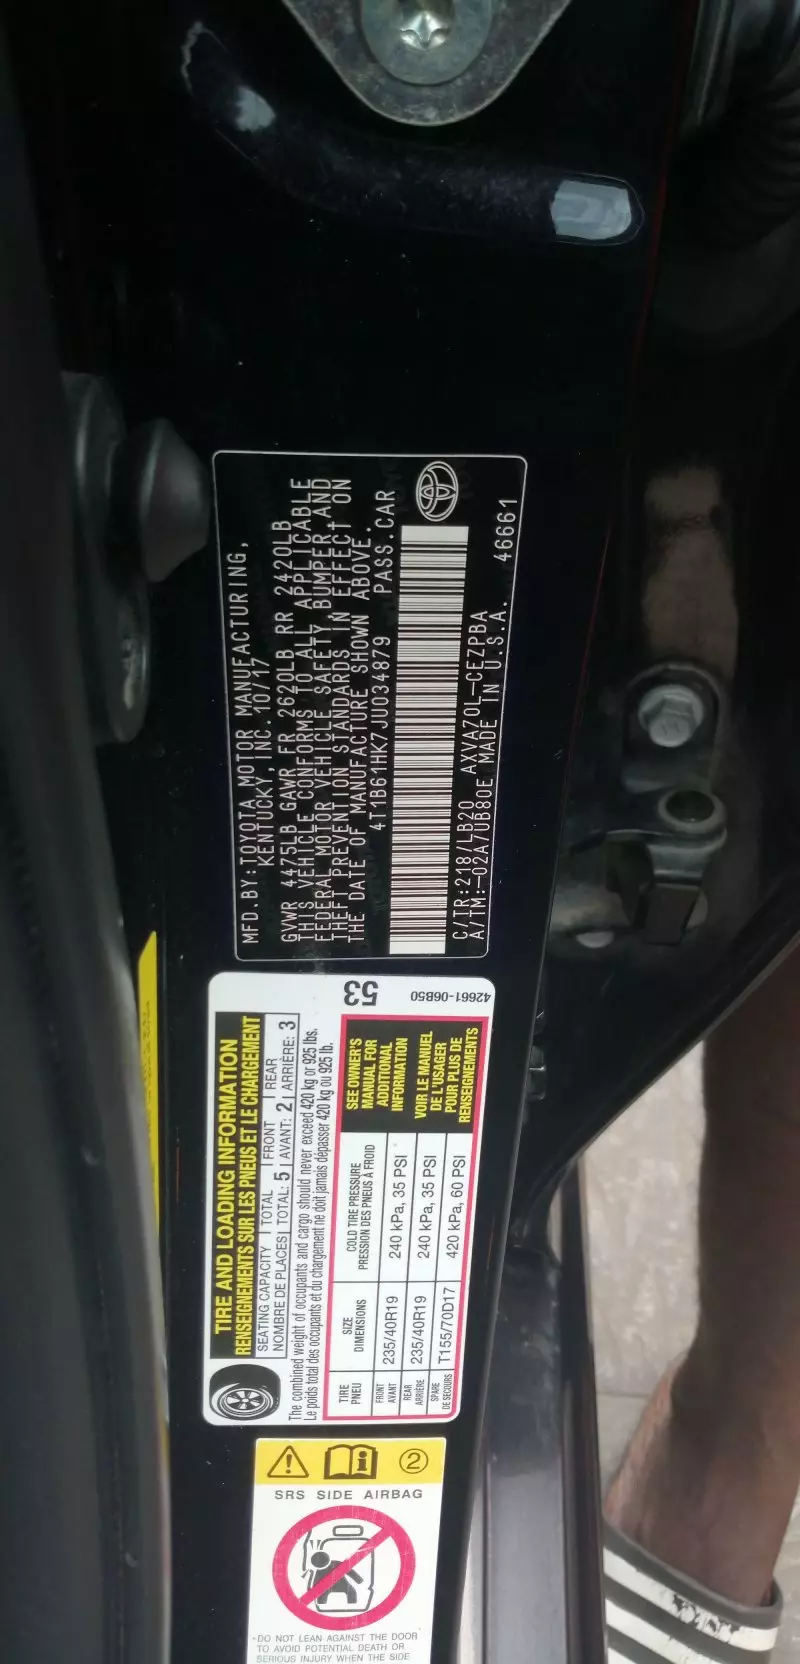 MFD.BY:TOYOTA MOTOR MANUFACTURING,
KENTUCKY, INC. 10/17
GVWR 4475LB GAWR FR 2620LB RR 2420LB
THIS VEHICLE CONFORMS TO ALL APPLICABLE
FEDERAL MOTOR VEHICLE SAFETY, BUMPER, AND
THEFT PREVENTION STANDARDS IN EFFECT ON
THE DATE OF MANUFACTURE SHOWN ABOVE.
4T1B61HK7JU034879 PASS.CAR
C/TR:218/LB20 AXVA70L-CEZPBA
A/TM:-02A/UB80E MADE IN U.S.A. 46661
53
42661-06B50
TIRE AND LOADING INFORMATION
RENSEIGNEMENTS SUR LES PNEUS ET LE CHARGEMENT
SEATING CAPACITY TOTAL FRONT REAR
NOMBRE DE PLACES TOTAL: 5 AVANT: 2 ARRIÈRE: 3
The combined weight of occupants and cargo should never exceed 420 kg or 925 lbs.
Le poids total des occupants et du chargement ne doit jamais dépasser 420 kg ou 925 lb.
TIRE SIZE COLD TIRE PRESSURE
PNEU DIMENSIONS PRESSION DES PNEUS À FROID
FRONT
AVANT 235/40R19 240 kPa, 35 PSI
REAR
ARRIÈRE 235/40R19 240 kPa, 35 PSI
SPARE
DE SECOURS T155/70D17 420 kPa, 60 PSI
SEE OWNER'S
MANUAL FOR
ADDITIONAL
INFORMATION
VOIR LE MANUEL
DE L'USAGER
POUR PLUS DE
RENSEIGNEMENTS
2
SRS SIDE AIRBAG
DO NOT LEAN AGAINST THE DOOR
TO AVOID POTENTIAL DEATH OR
SERIOUS INJURY WHEN THE SIDE